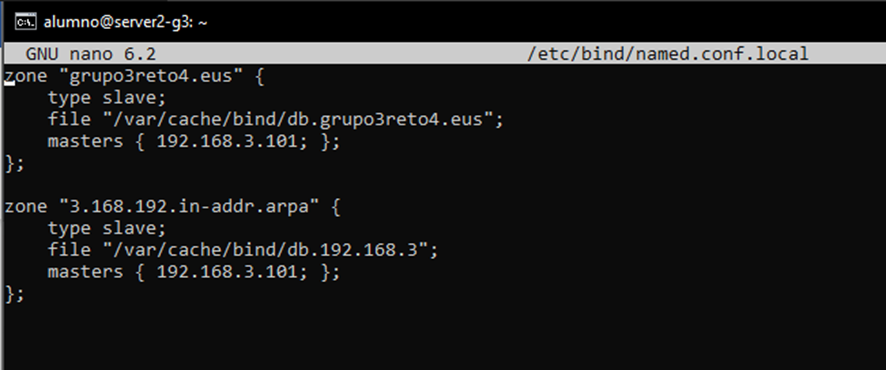 alumno@server2-g3: ~
GNU nano 6.2 /etc/bind/named.conf.local
zone "grupo3reto4.eus" {
    type slave;
    file "/var/cache/bind/db.grupo3reto4.eus";
    masters { 192.168.3.101; };
};

zone "3.168.192.in-addr.arpa" {
    type slave;
    file "/var/cache/bind/db.192.168.3";
    masters { 192.168.3.101; };
};